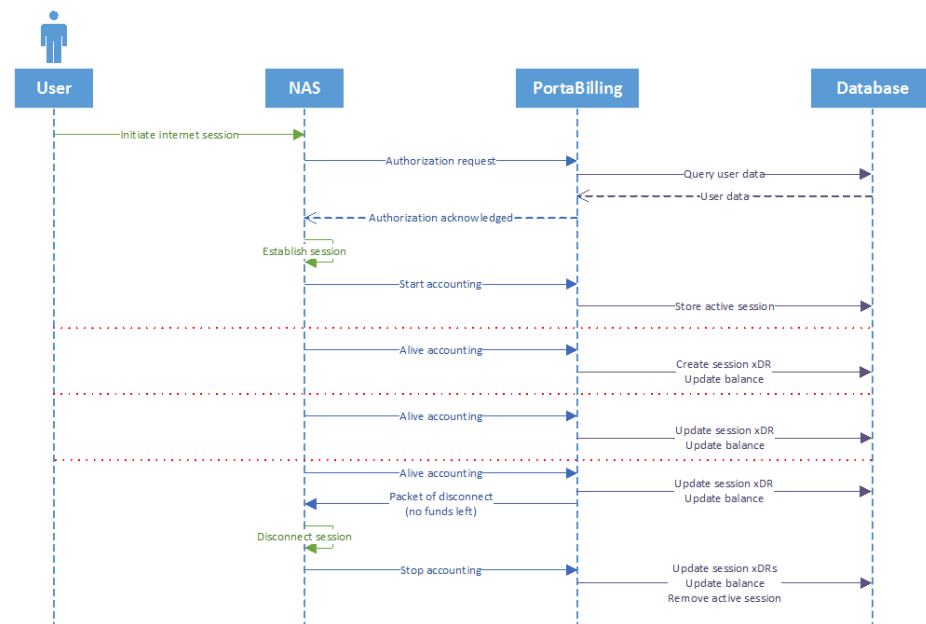 User
NAS
PortaBilling
Database
Initiate internet session
Authorization request
Query user data
User data
Authorization acknowledged
Establish session
Start accounting
Store active session
Alive accounting
Create session xDR
Update balance
Alive accounting
Update session xDR
Update balance
Alive accounting
Update session xDR
Update balance
Packet of disconnect
(no funds left)
Disconnect session
Stop accounting
Update session xDRs
Update balance
Remove active session